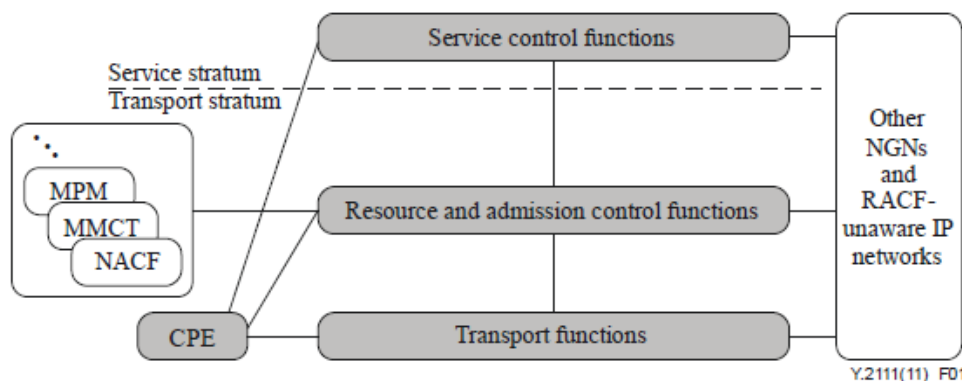 Service control functions
Service stratum
Transport stratum
MPM
MMCT
NACF
Resource and admission control functions
Other
NGNs
and
RACF-
unaware IP
networks
CPE
Transport functions
Y.2111(11)_F01